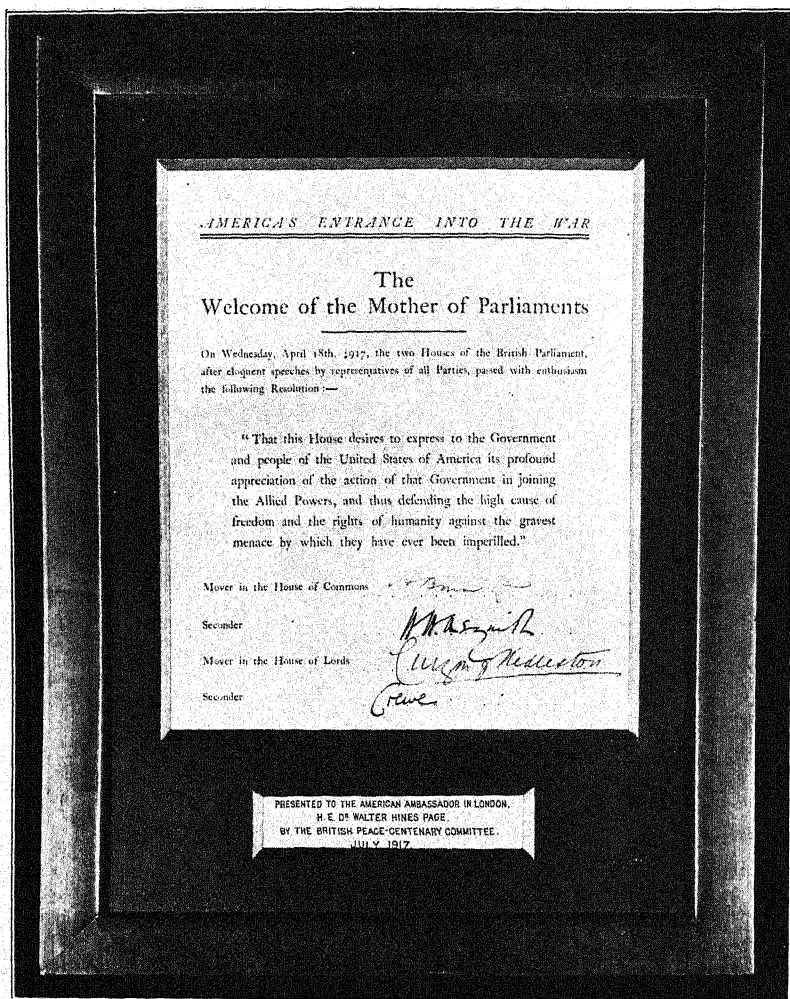 AMERICA'S ENTRANCE INTO THE WAR
The
Welcome of the Mother of Parliaments
On Wednesday, April 18th, 1917, the two Houses of the British Parliament,
after eloquent speeches by representatives of all Parties, passed with enthusiasm
the following Resolution :—
“That this House desires to express to the Government
and people of the United States of America its profound
appreciation of the action of that Government in joining
the Allied Powers, and thus defending the high cause of
freedom and the rights of humanity against the gravest
menace by which they have ever been imperilled.”
Mover in the House of Commons
Seconder H. H. Asquith
Mover in the House of Lords Curzon of Kedleston
Seconder Crewe
PRESENTED TO THE AMERICAN AMBASSADOR IN LONDON,
H. E. DR WALTER HINES PAGE,
BY THE BRITISH PEACE-CENTENARY COMMITTEE.
JULY 1917